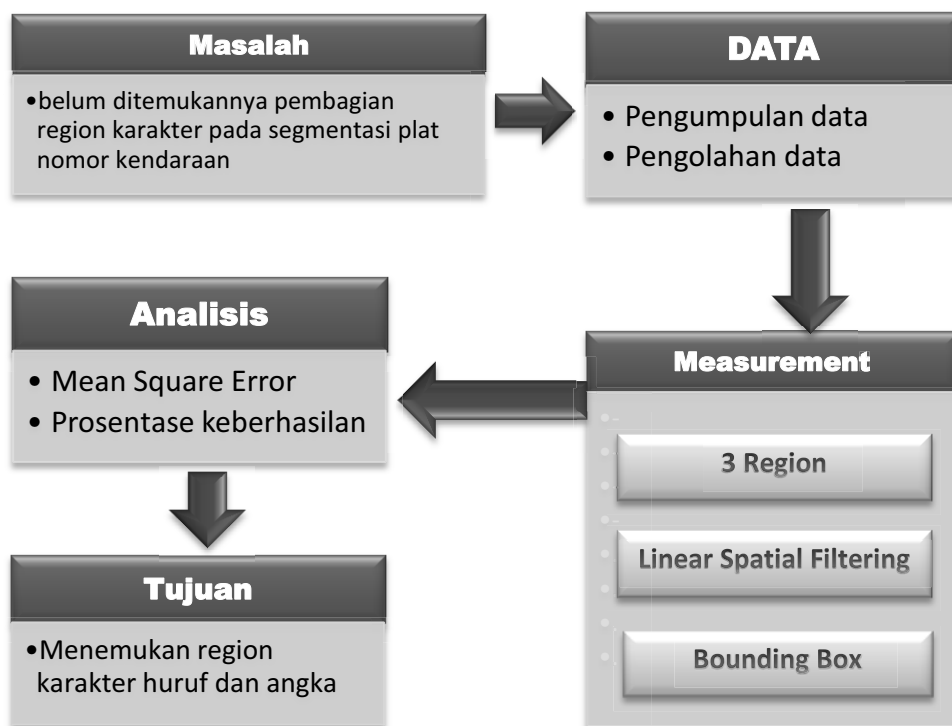 Masalah
•belum ditemukannya pembagian
region karakter pada segmentasi plat
nomor kendaraan
DATA
• Pengumpulan data
• Pengolahan data
Measurement
3 Region
Linear Spatial Filtering
Bounding Box
Analisis
• Mean Square Error
• Prosentase keberhasilan
Tujuan
•Menemukan region
karakter huruf dan angka